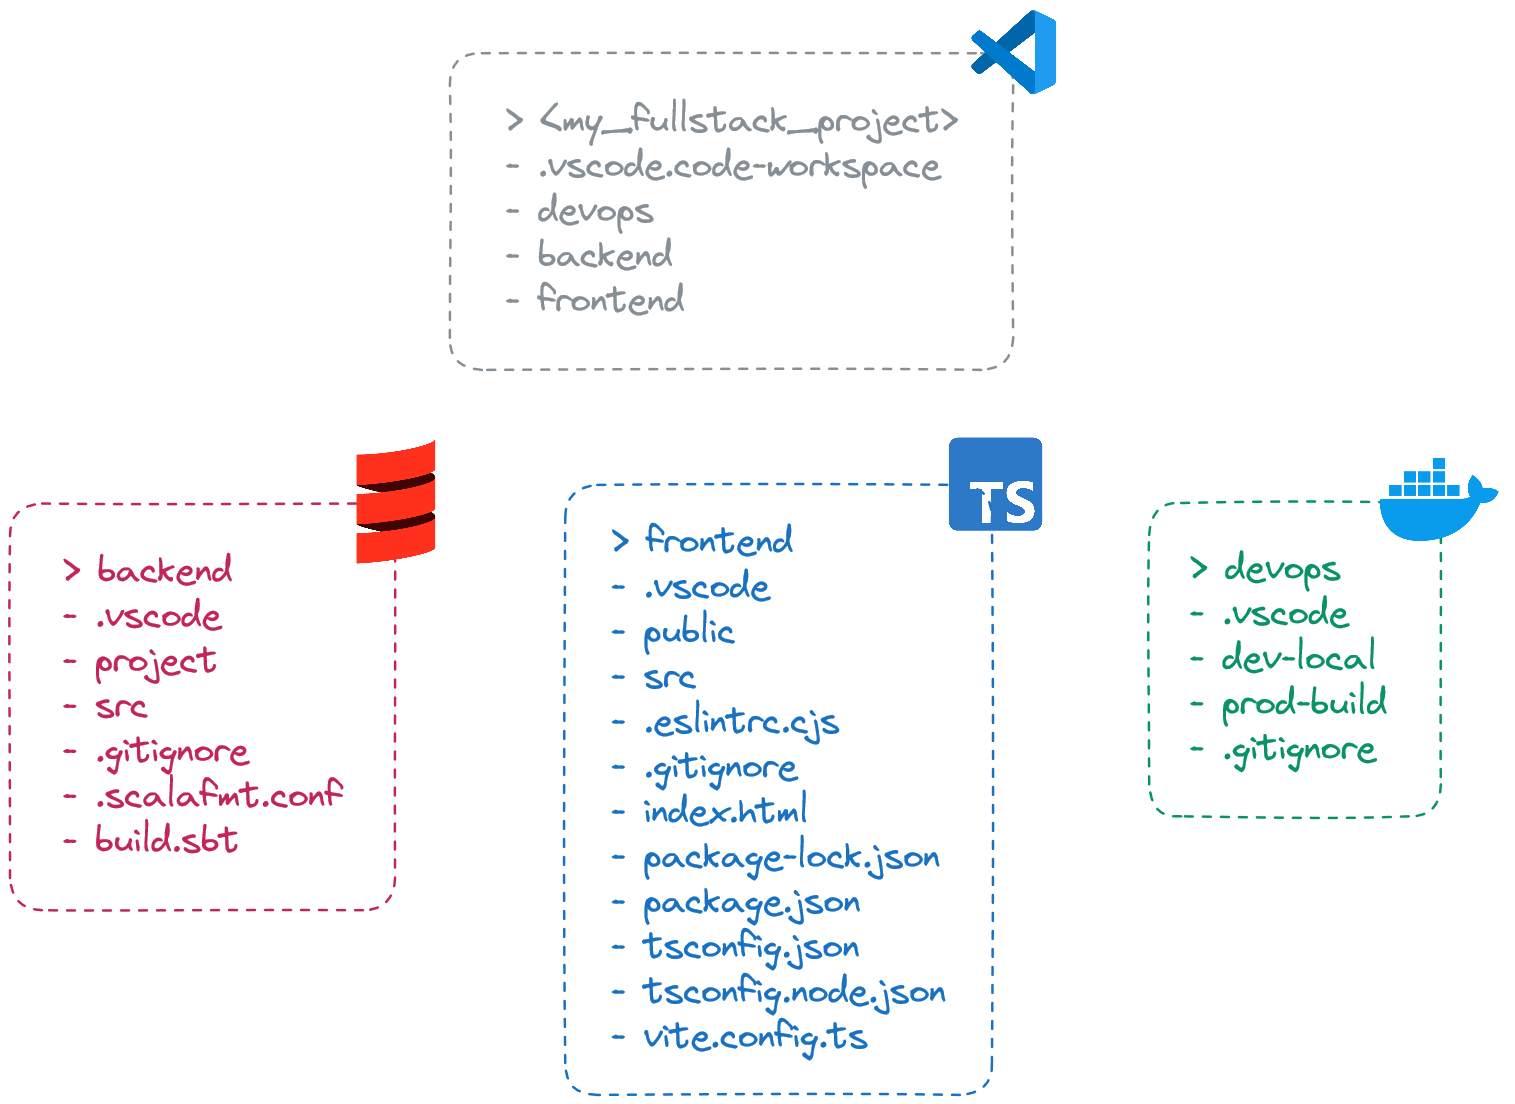 > <my_fullstack_project>
- .vscode.code-workspace
- devops
- backend
- frontend
> backend
- .vscode
- project
- src
- .gitignore
- .scalafmt.conf
- build.sbt
TS
> frontend
- .vscode
- public
- src
- .eslintrc.cjs
- .gitignore
- index.html
- package-lock.json
- package.json
- tsconfig.json
- tsconfig.node.json
- vite.config.ts
> devops
- .vscode
- dev-local
- prod-build
- .gitignore